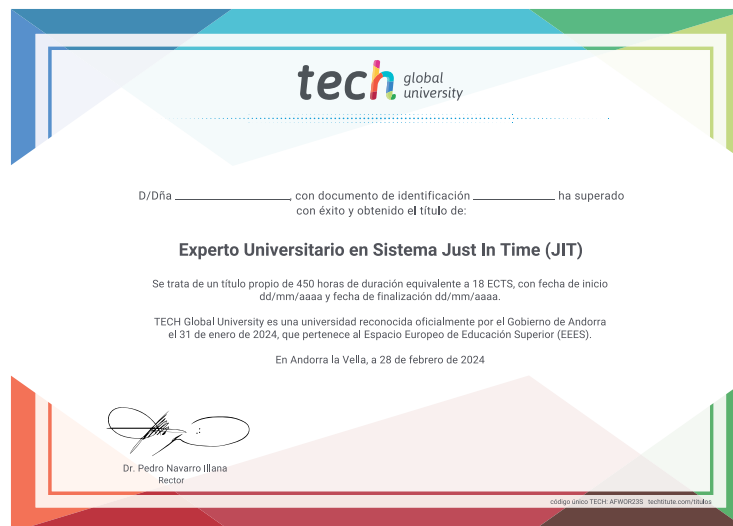 tech global university
D/Dña ______________, con documento de identificación __________ ha superado
con éxito y obtenido el título de:
Experto Universitario en Sistema Just In Time (JIT)
Se trata de un título propio de 450 horas de duración equivalente a 18 ECTS, con fecha de inicio
dd/mm/aaaa y fecha de finalización dd/mm/aaaa.
TECH Global University es una universidad reconocida oficialmente por el Gobierno de Andorra
el 31 de enero de 2024, que pertenece al Espacio Europeo de Educación Superior (EEES).
En Andorra la Vella, a 28 de febrero de 2024
Dr. Pedro Navarro Illana
Rector
código único TECH: AFWOR23S techtitute.com/titulos